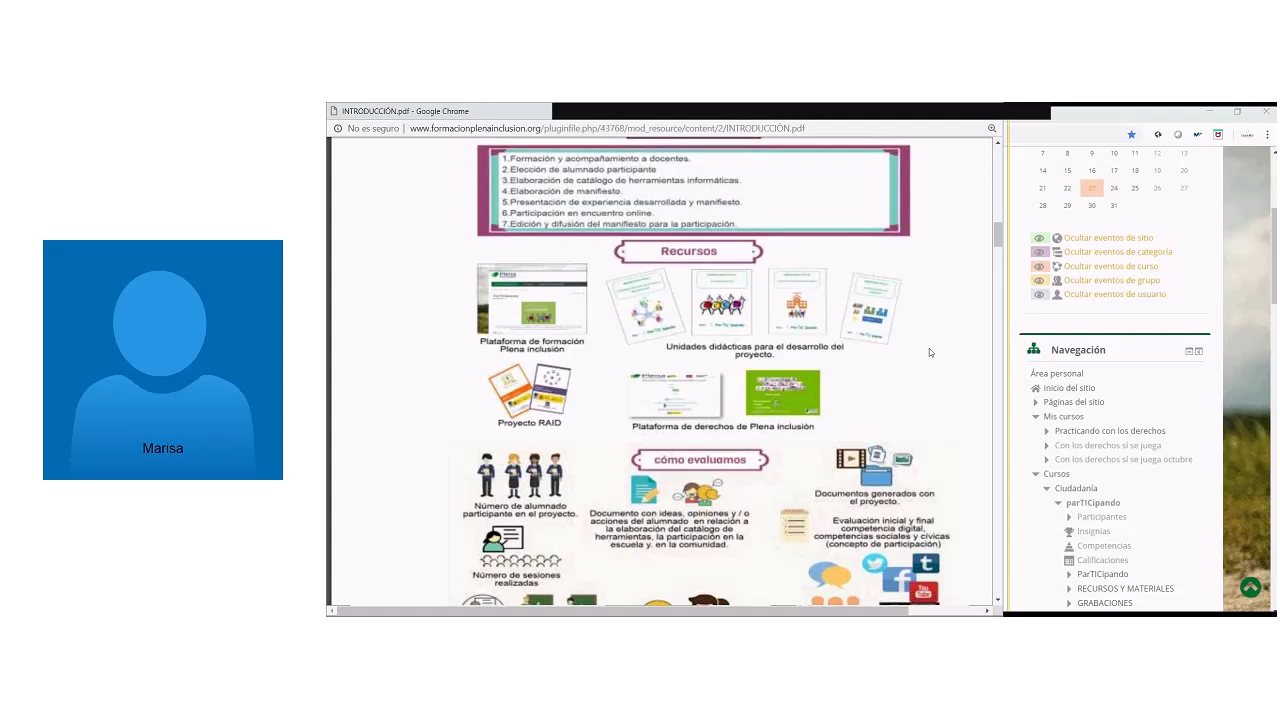 INTRODUCCIÓN.pdf - Google Chrome
No es seguro | www.formacionplenainclusion.org/pluginfile.php/43768/mod_resource/content/2/INTRODUCCIÓN.pdf
1.Formación y acompañamiento a docentes.
2.Elección de alumnado participante
3.Elaboración de catálogo de herramientas informáticas.
4.Elaboración de manifiesto.
5.Presentación de experiencia desarrollada y manifiesto.
6.Participación en encuentro online.
7.Edición y difusión del manifiesto para la participación.
Recursos
Plataforma de formación
Plena inclusión
Unidades didácticas para el desarrollo del
proyecto.
Proyecto RAID
Plataforma de derechos de Plena inclusión
cómo evaluamos
Número de alumnado
participante en el proyecto.
Documento con ideas, opiniones y / o
acciones del alumnado en relación a
la elaboración del catálogo de
herramientas, la participación en la
escuela y, en la comunidad.
Documentos generados con
el proyecto.
Evaluación inicial y final
competencia digital,
competencias sociales y cívicas
(concepto de participación)
Número de sesiones
realizadas
Marisa
7 8 9 10 11 12 13
14 15 16 17 18 19 20
21 22 23 24 25 26 27
28 29 30 31
Ocultar eventos de sitio
Ocultar eventos de categoría
Ocultar eventos de curso
Ocultar eventos de grupo
Ocultar eventos de usuario
Navegación
Área personal
Inicio del sitio
Páginas del sitio
Mis cursos
Practicando con los derechos
Con los derechos sí se juega
Con los derechos sí se juega octubre
Cursos
Ciudadanía
parTICipando
Participantes
Insignias
Competencias
Calificaciones
ParTICipando
RECURSOS Y MATERIALES
GRABACIONES